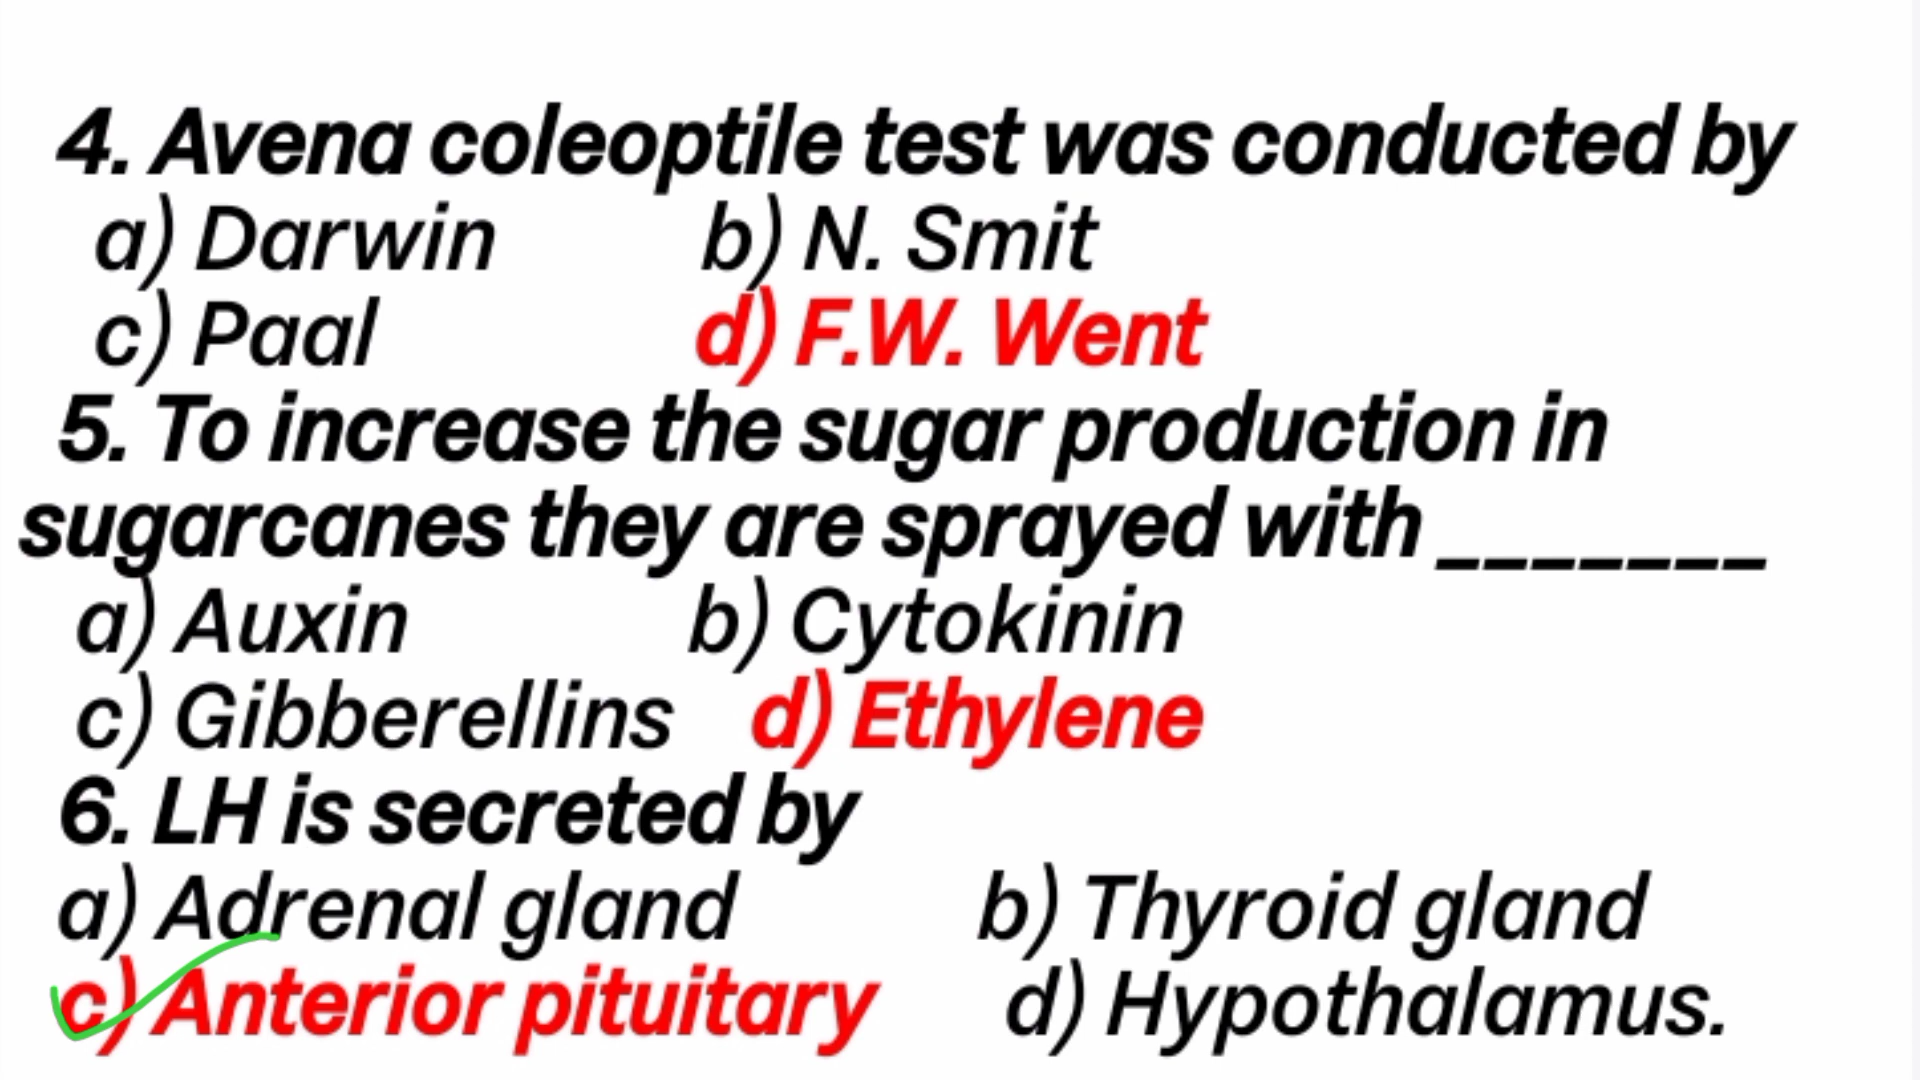 4. Avena coleoptile test was conducted by
a) Darwin b) N. Smit
c) Paal d) F.W. Went
5. To increase the sugar production in
sugarcanes they are sprayed with _______
a) Auxin b) Cytokinin
c) Gibberellins d) Ethylene
6. LH is secreted by
a) Adrenal gland b) Thyroid gland
c) Anterior pituitary d) Hypothalamus.